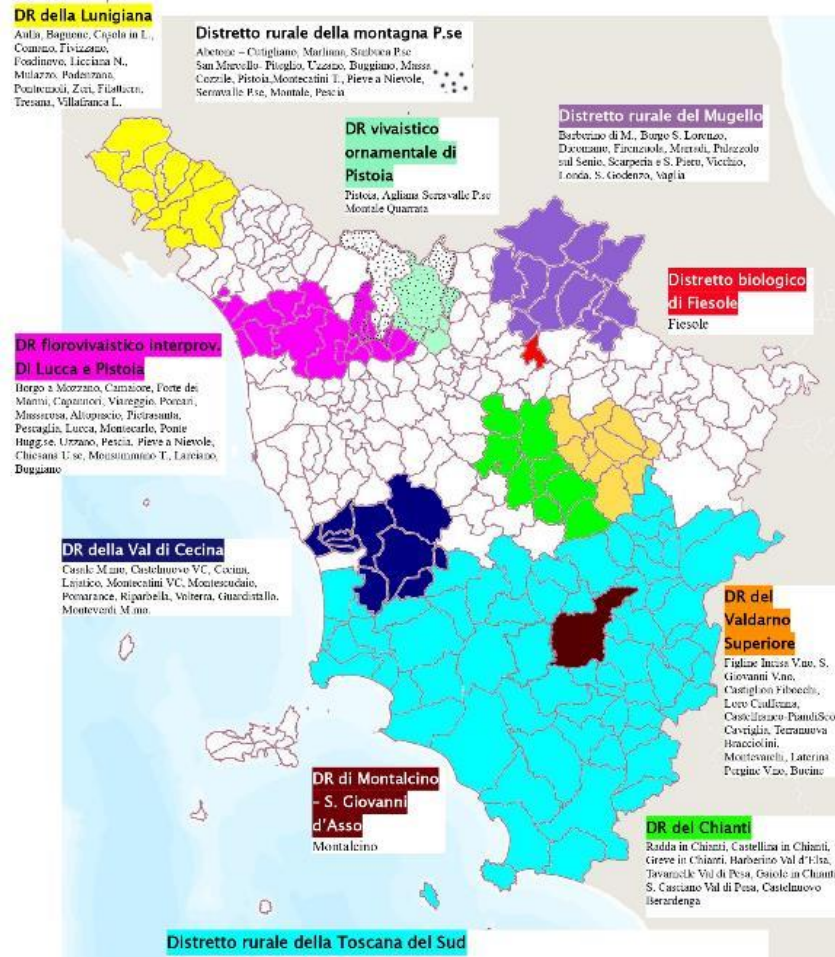 DR della Lunigiana
Aulla, Bagnone, Casola in L.,
Comano, Fivizzano,
Fosdinovo, Licciana N.,
Mulazzo, Podenzana,
Pontremoli, Zeri, Filattiera,
Tresana, Villafranca L.
Distretto rurale della montagna P.se
Abetone – Cutigliano, Marliana, Sambuca P.se
San Marcello- Piteglio, Uzzano, Buggiano, Massa
Cozzile, Pistoia, Montecatini T., Pieve a Nievole,
Serravalle P.se, Montale, Pescia
DR vivaistico
ornamentale di
Pistoia
Pistoia, Agliana Serravalle P.se
Montale Quarrata
Distretto rurale del Mugello
Barberino di M., Borgo S. Lorenzo,
Dicomano, Firenzuola, Marradi, Palazzolo
sul Senio, Scarperia e S. Piero, Vicchio,
Londa, S. Godenzo, Vaglia
Distretto biologico
di Fiesole
Fiesole
DR florovivaistico interprov.
Di Lucca e Pistoia
Borgo a Mozzano, Camaiore, Forte dei
Marmi, Capannori, Viareggio, Porcari,
Massarosa, Altopascio, Pietrasanta,
Pescaglia, Lucca, Montecarlo, Ponte
Bugg.se, Uzzano, Pescia, Pieve a Nievole,
Chiesana U.se, Monsummano T., Larciano,
Buggiano
DR della Val di Cecina
Casale M.mo, Castelnuovo VC, Cecina,
Lajatico, Montecatini VC, Montescudaio,
Pomarance, Riparbella, Volterra, Guardistallo,
Monteverdi M.mo.
DR del
Valdarno
Superiore
Figline Incisa V.no, S.
Giovanni V.no,
Castiglion Fibocchi,
Loro Ciuffenna,
Castelfranco-PiandiSco
Cavriglia, Terranuova
Bracciolini,
Montevarchi, Laterina
Pergine V.no, Bucine
DR di Montalcino
– S. Giovanni
d'Asso
Montalcino
DR del Chianti
Radda in Chianti, Castellina in Chianti,
Greve in Chianti, Barberino Val d'Elsa,
Tavarnelle Val di Pesa, Gaiole in Chianti
S. Casciano Val di Pesa, Castelnuovo
Berardenga
Distretto rurale della Toscana del Sud